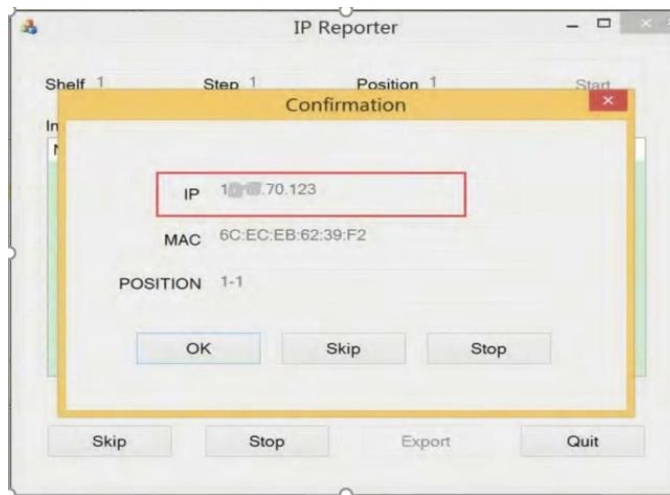 IP Reporter
Shelf 1 Step 1 Position 1 Start
Confirmation
IP .70.123
MAC 6C:EC:EB:62:39:F2
POSITION 1-1
OK Skip Stop
Skip Stop Export Quit